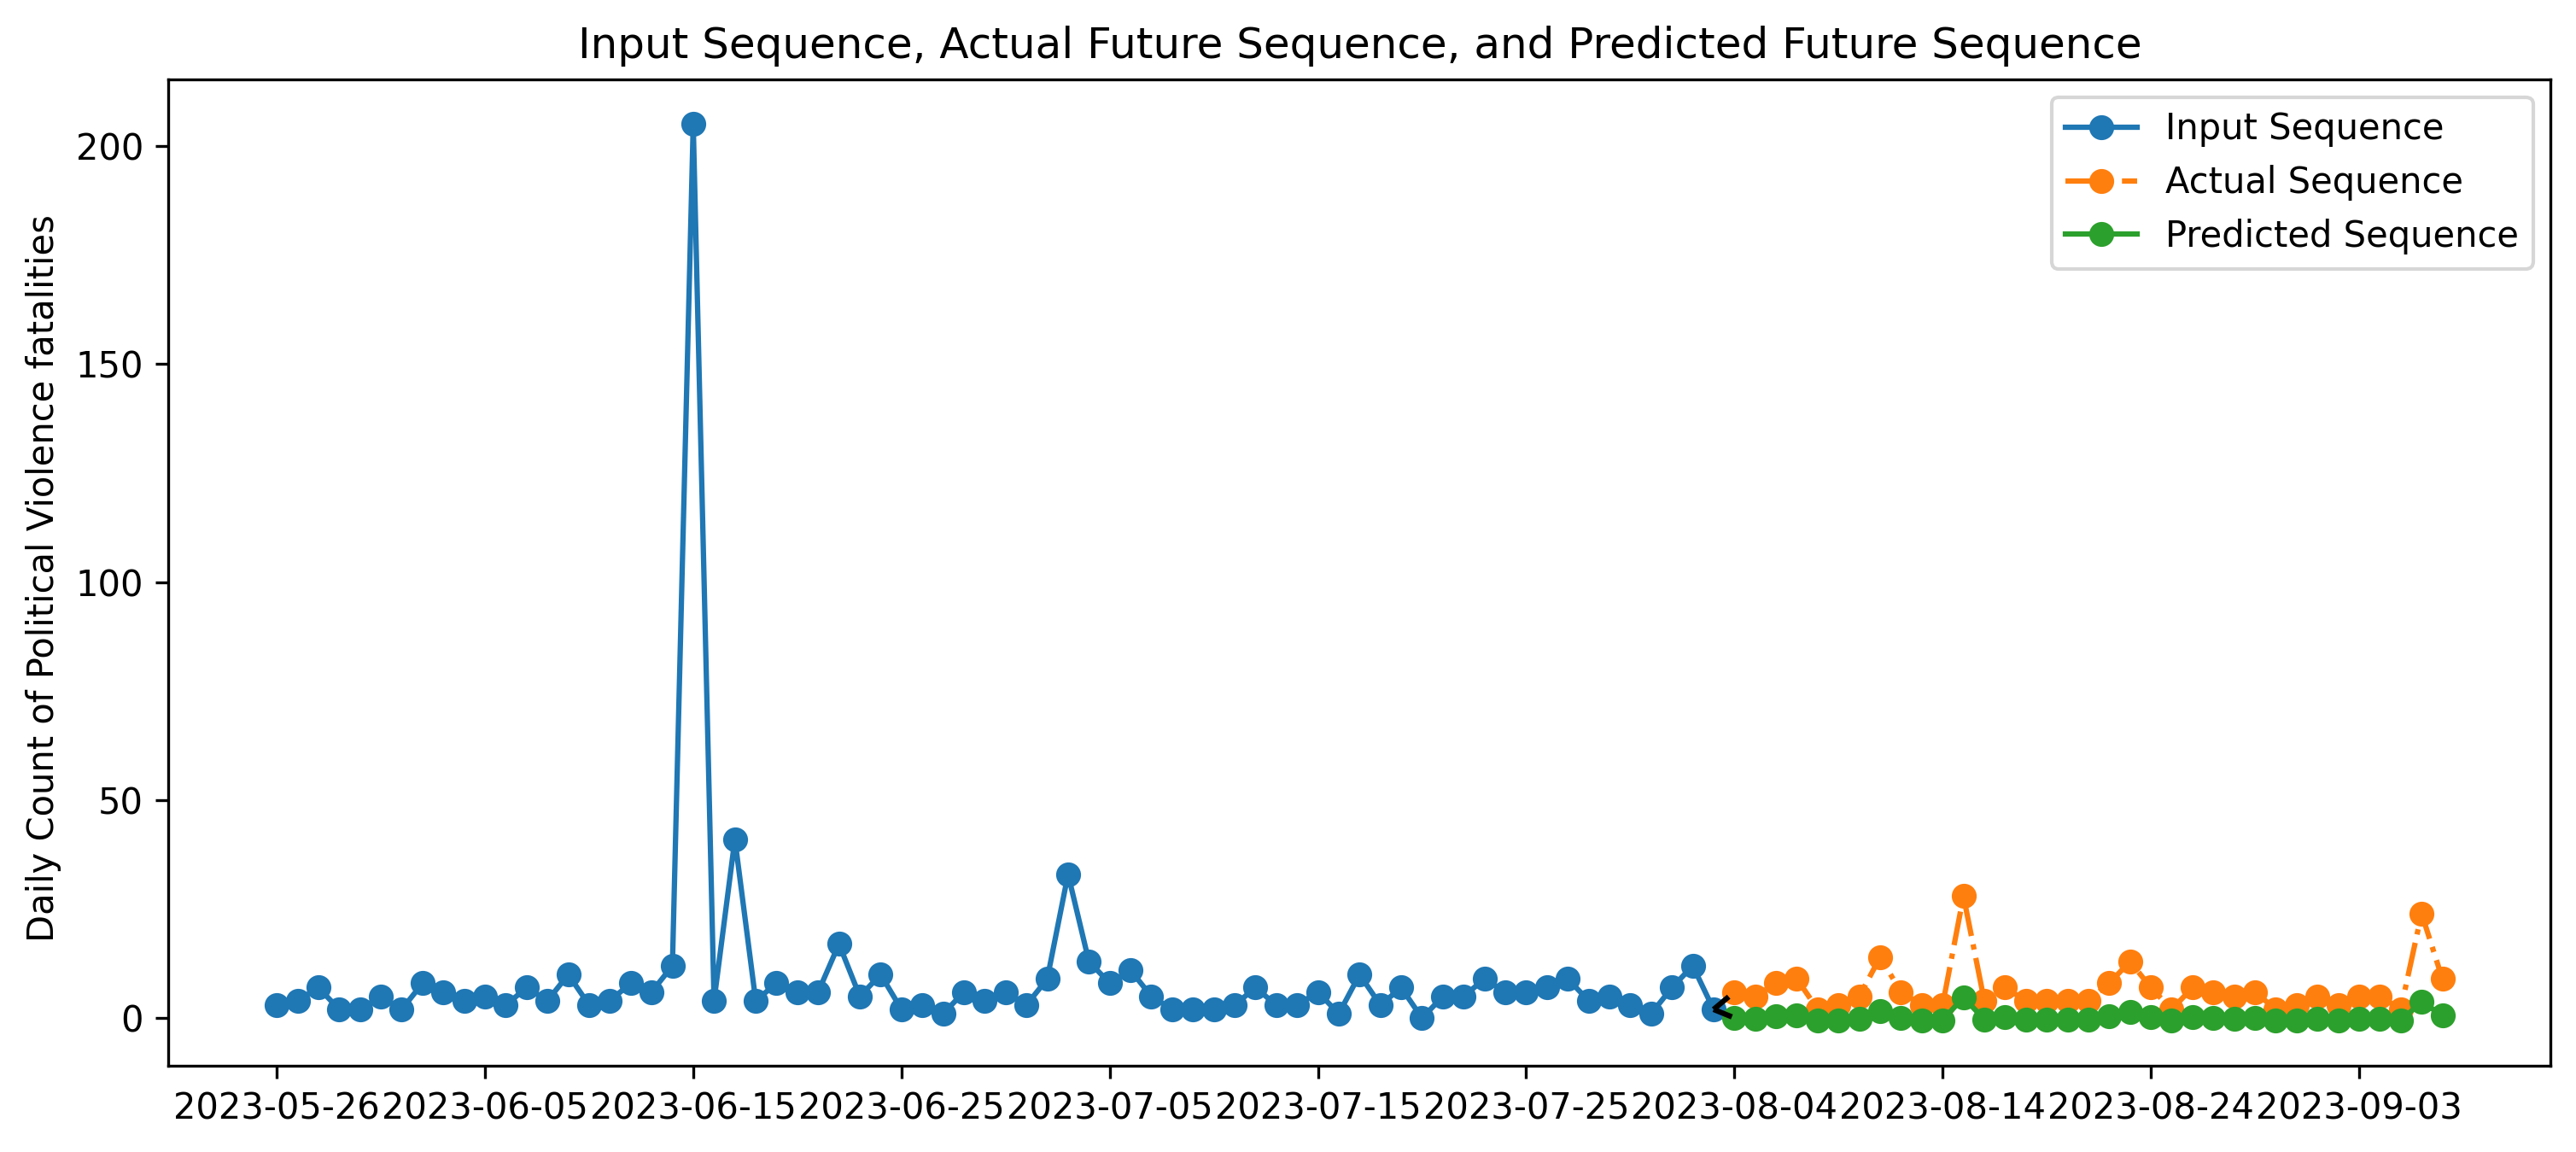 Input Sequence, Actual Future Sequence, and Predicted Future Sequence
Input Sequence
Actual Sequence
Predicted Sequence
Daily Count of Political Violence fatalities
200
150
100
50
0
2023-05-26 2023-06-05 2023-06-15 2023-06-25 2023-07-05 2023-07-15 2023-07-25 2023-08-04 2023-08-14 2023-08-24 2023-09-03